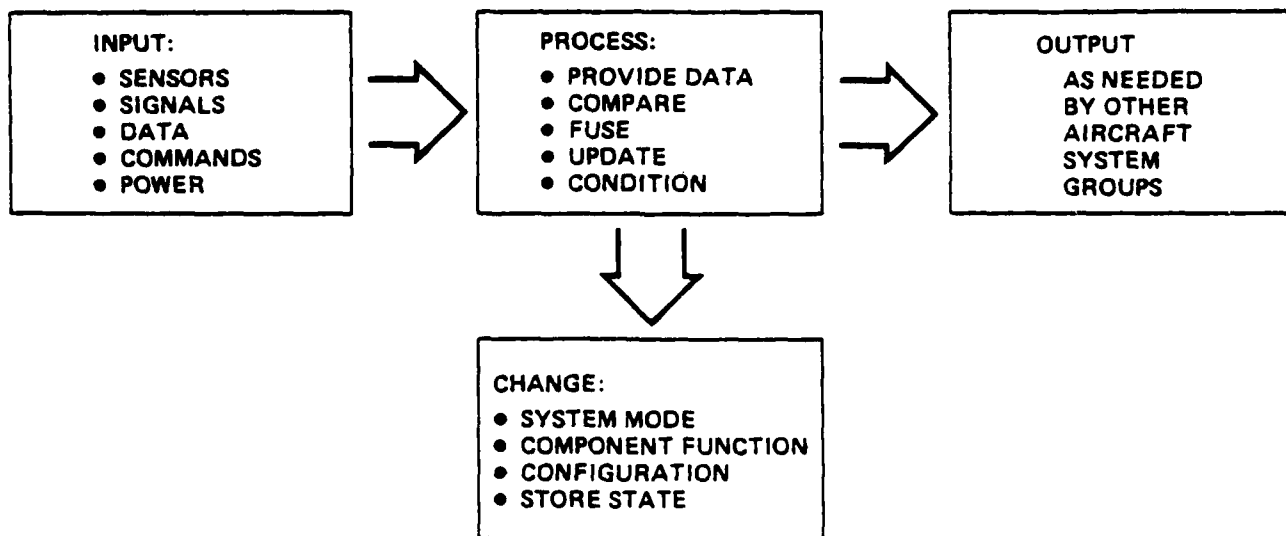 INPUT:
• SENSORS
• SIGNALS
• DATA
• COMMANDS
• POWER
PROCESS:
• PROVIDE DATA
• COMPARE
• FUSE
• UPDATE
• CONDITION
OUTPUT
AS NEEDED
BY OTHER
AIRCRAFT
SYSTEM
GROUPS
CHANGE:
• SYSTEM MODE
• COMPONENT FUNCTION
• CONFIGURATION
• STORE STATE